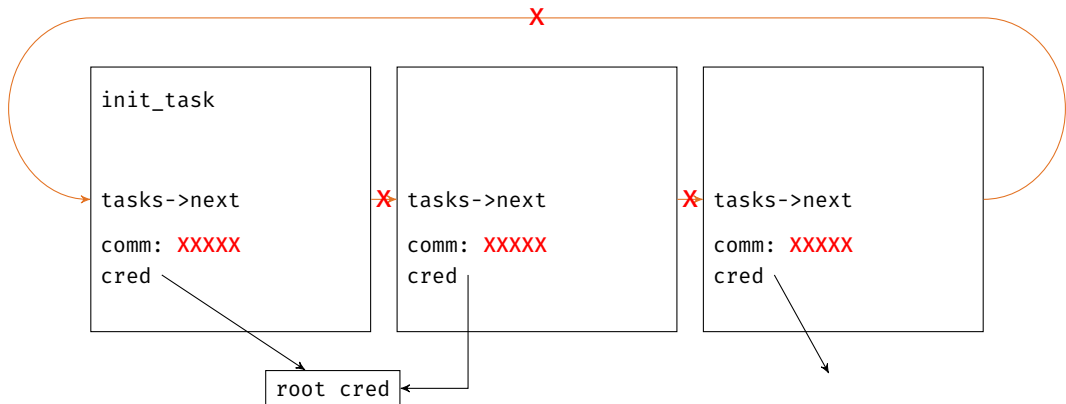 X
init_task
tasks->next
comm: XXXXX
cred
X
tasks->next
comm: XXXXX
cred
X
tasks->next
comm: XXXXX
cred
root cred